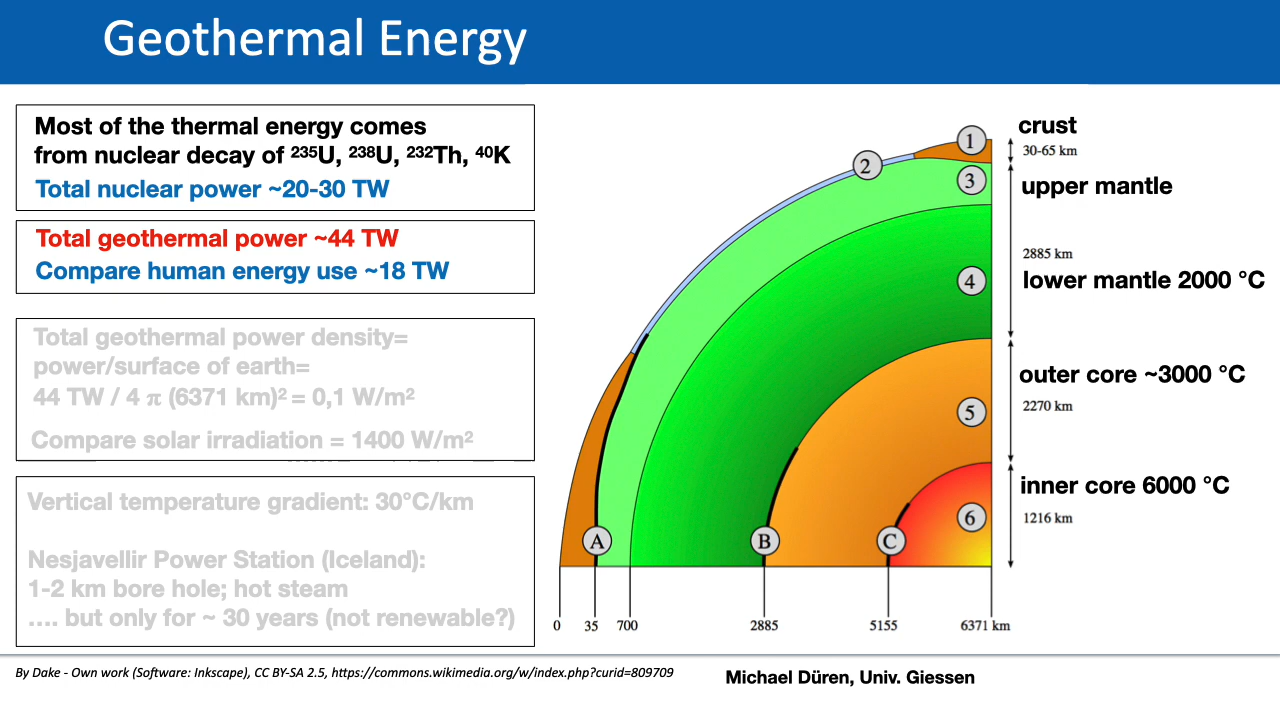 Geothermal Energy
Most of the thermal energy comes
from nuclear decay of ²³⁵U, ²³⁸U, ²³²Th, ⁴⁰K
Total nuclear power ~20-30 TW
Total geothermal power ~44 TW
Compare human energy use ~18 TW
Total geothermal power density=
power/surface of earth=
44 TW / 4 π (6371 km)² = 0,1 W/m²
Compare solar irradiation = 1400 W/m²
Vertical temperature gradient: 30°C/km
Nesjavellir Power Station (Iceland):
1-2 km bore hole; hot steam
.... but only for ~ 30 years (not renewable?)
1
2
3
4
5
6
A
B
C
crust
30-65 km
upper mantle
2885 km
lower mantle 2000 °C
outer core ~3000 °C
2270 km
inner core 6000 °C
1216 km
0 35 700 2885 5155 6371 km
By Dake - Own work (Software: Inkscape), CC BY-SA 2.5, https://commons.wikimedia.org/w/index.php?curid=809709
Michael Düren, Univ. Giessen